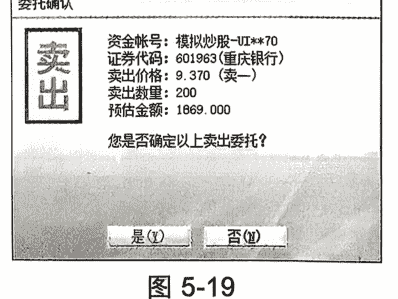 委托确认
卖出
资金帐号：模拟炒股-UI**70
证券代码：601963(重庆银行)
卖出价格：9.370（卖一）
卖出数量：200
预估金额：1869.000
您是否确定以上卖出委托?
是(Y) 否(N)
图 5-19